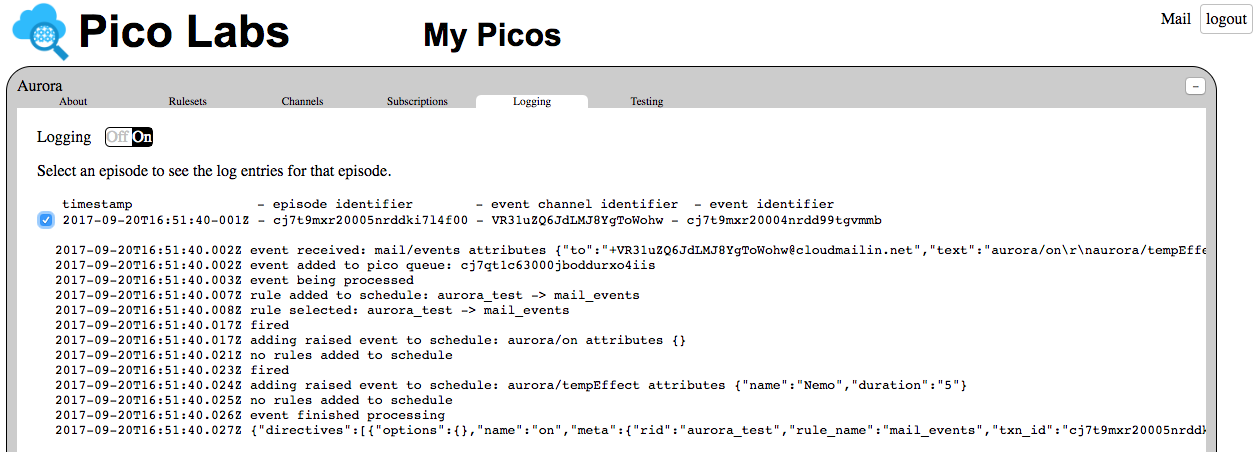 Pico Labs My Picos Mail logout
Aurora -
About Rulesets Channels Subscriptions Logging Testing
Logging Off On
Select an episode to see the log entries for that episode.
timestamp - episode identifier - event channel identifier - event identifier
2017-09-20T16:51:40-001Z - cj7t9mxr20005nrddki7l4f00 - VR31uZQ6JdLMJ8YgToWohw - cj7t9mxr20004nrdd99tgvmmb
2017-09-20T16:51:40.002Z event received: mail/events attributes {"to":"+VR31uZQ6JdLMJ8YgToWohw@cloudmailin.net","text":"aurora/on\r\naurora/tempEffe
2017-09-20T16:51:40.002Z event added to pico queue: cj7qt1c63000jboddurxo4iis
2017-09-20T16:51:40.003Z event being processed
2017-09-20T16:51:40.007Z rule added to schedule: aurora_test -> mail_events
2017-09-20T16:51:40.008Z rule selected: aurora_test -> mail_events
2017-09-20T16:51:40.017Z fired
2017-09-20T16:51:40.017Z adding raised event to schedule: aurora/on attributes {}
2017-09-20T16:51:40.021Z no rules added to schedule
2017-09-20T16:51:40.023Z fired
2017-09-20T16:51:40.024Z adding raised event to schedule: aurora/tempEffect attributes {"name":"Nemo","duration":"5"}
2017-09-20T16:51:40.025Z no rules added to schedule
2017-09-20T16:51:40.026Z event finished processing
2017-09-20T16:51:40.027Z {"directives":[{"options":{},"name":"on","meta":{"rid":"aurora_test","rule_name":"mail_events","txn_id":"cj7t9mxr20005nrddk